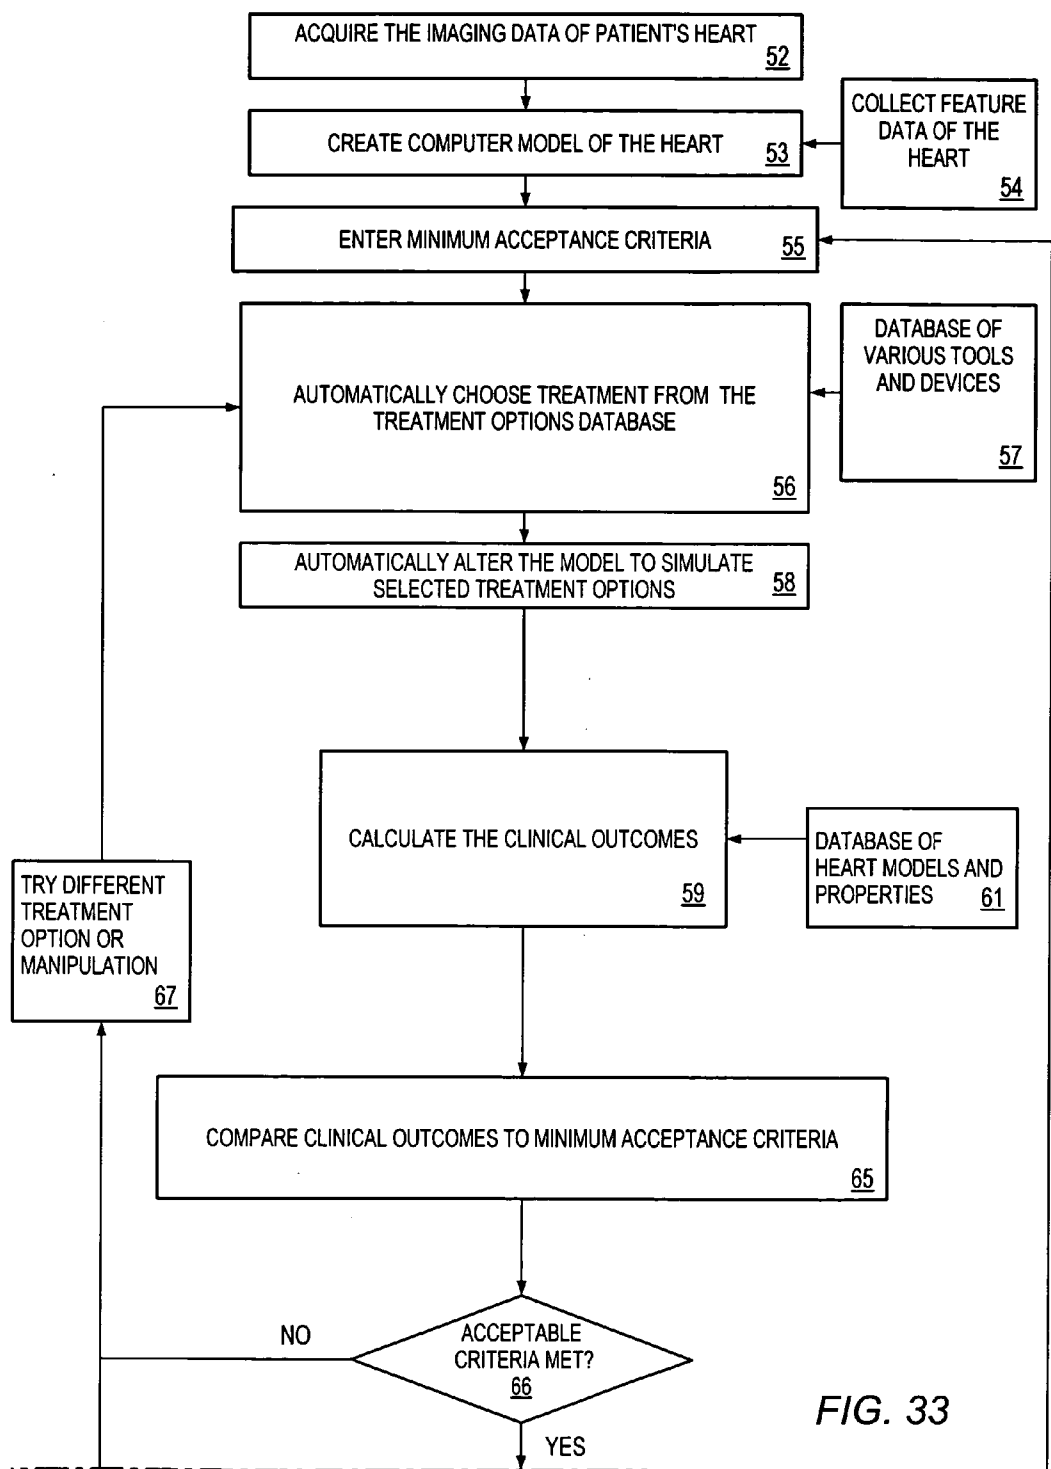 ACQUIRE THE IMAGING DATA OF PATIENT'S HEART
52
CREATE COMPUTER MODEL OF THE HEART
53
COLLECT FEATURE
DATA OF THE
HEART
54
ENTER MINIMUM ACCEPTANCE CRITERIA
55
AUTOMATICALLY CHOOSE TREATMENT FROM THE
TREATMENT OPTIONS DATABASE
56
DATABASE OF
VARIOUS TOOLS
AND DEVICES
57
AUTOMATICALLY ALTER THE MODEL TO SIMULATE
SELECTED TREATMENT OPTIONS
58
CALCULATE THE CLINICAL OUTCOMES
59
DATABASE OF
HEART MODELS AND
PROPERTIES
61
TRY DIFFERENT
TREATMENT
OPTION OR
MANIPULATION
67
COMPARE CLINICAL OUTCOMES TO MINIMUM ACCEPTANCE CRITERIA
65
ACCEPTABLE
CRITERIA MET?
66
NO
YES
FIG. 33